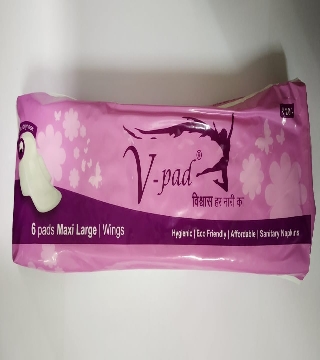 V-pad®
विश्वास हर नारी का
6 pads Maxi Large | Wings
Hygienic | Eco Friendly | Affordable | Sanitary Napkins